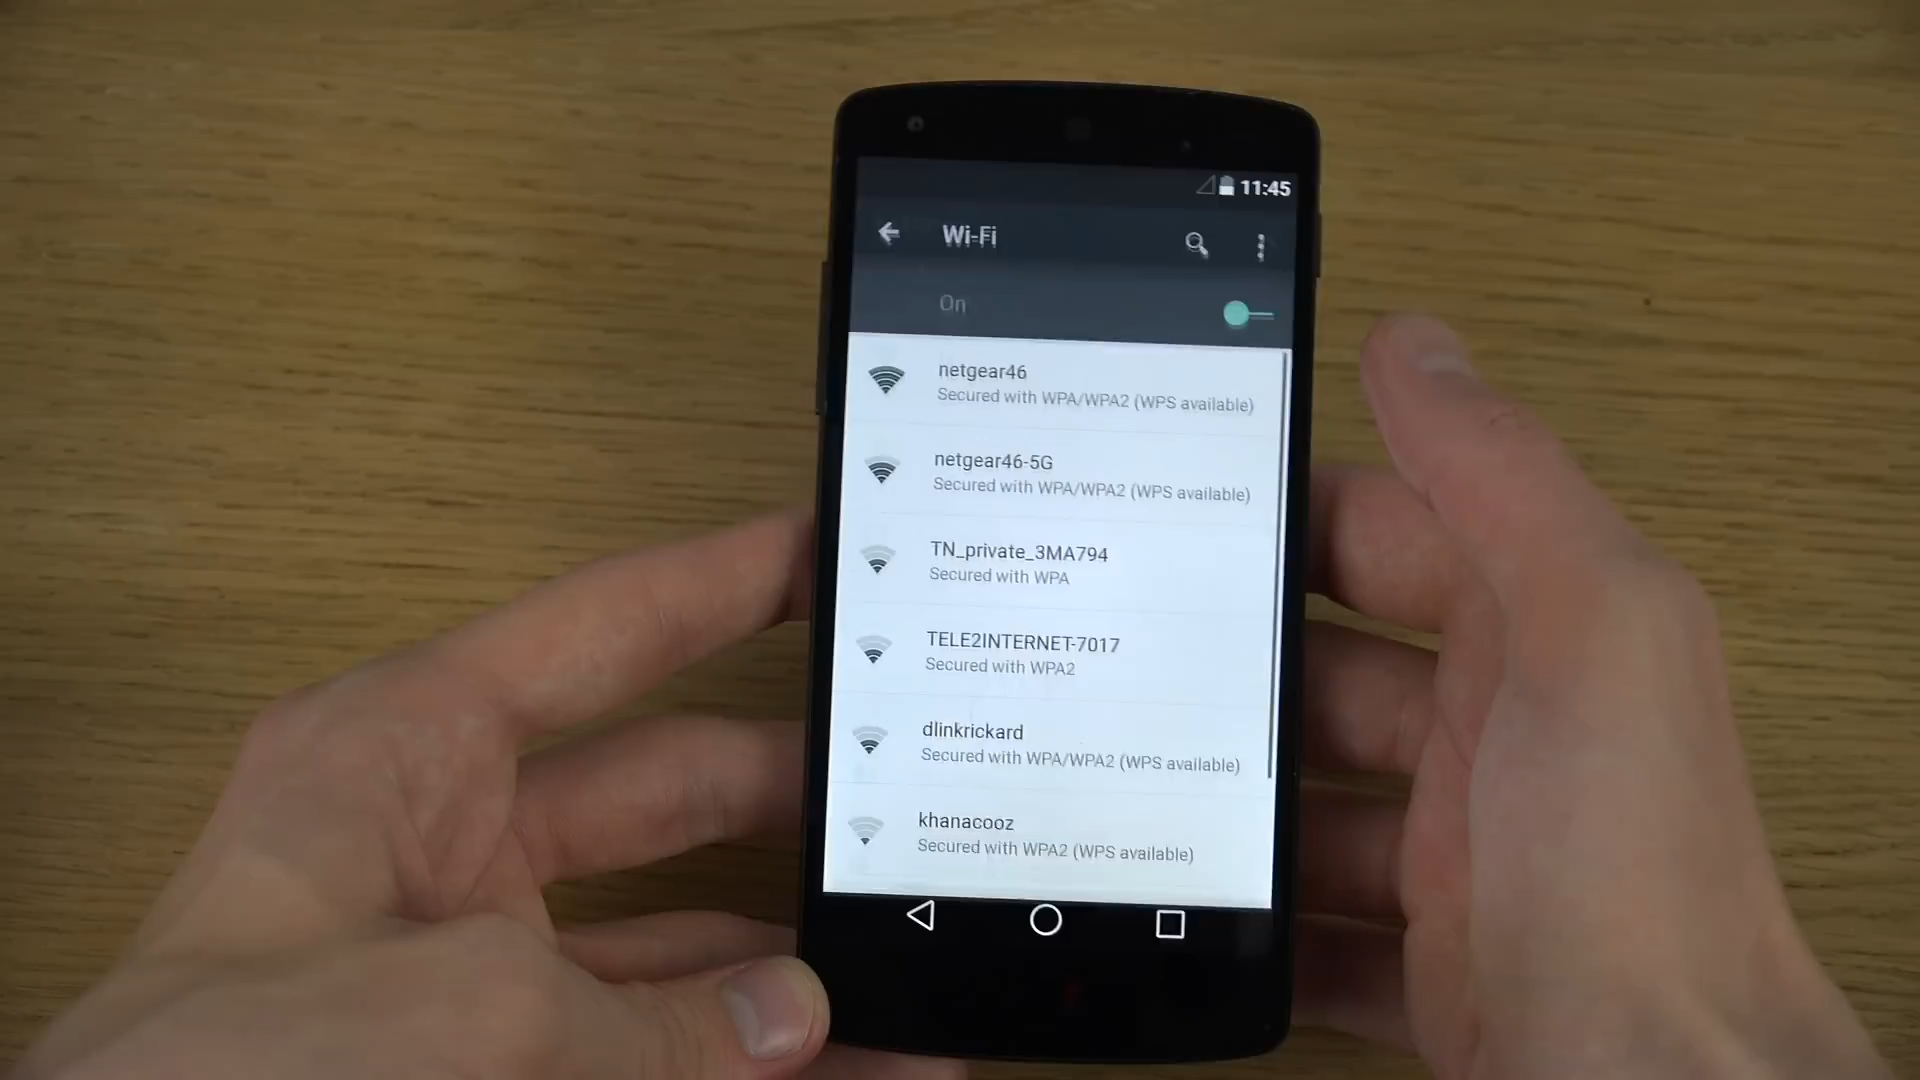 11:45
Wi-Fi
On
netgear46
Secured with WPA/WPA2 (WPS available)
netgear46-5G
Secured with WPA/WPA2 (WPS available)
TN_private_3MA794
Secured with WPA
TELE2INTERNET-7017
Secured with WPA2
dlinkrickard
Secured with WPA/WPA2 (WPS available)
khanacooz
Secured with WPA2 (WPS available)